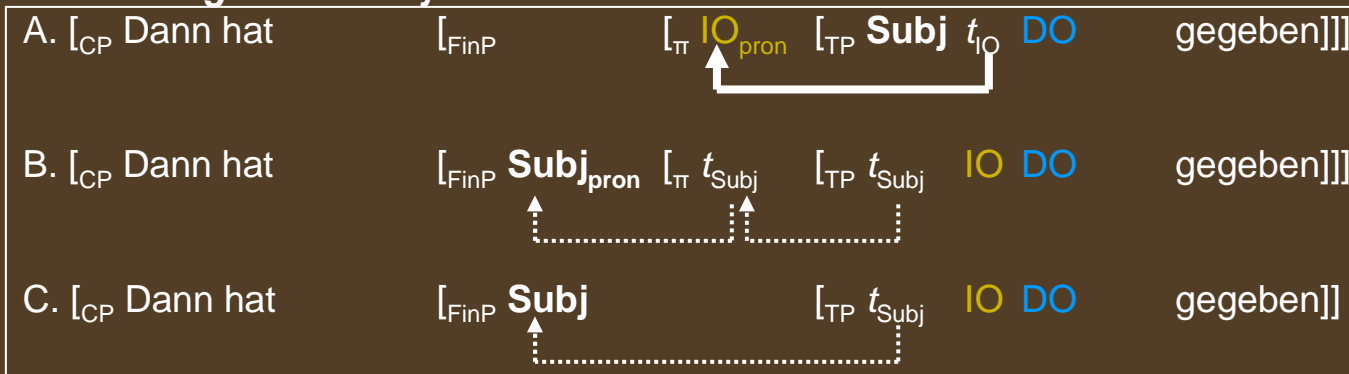 A. [CP Dann hat [FinP [π IOpron [TP Subj tIO DO gegeben]]]
B. [CP Dann hat [FinP Subjpron [π tSubj [TP tSubj IO DO gegeben]]]
C. [CP Dann hat [FinP Subj [TP tSubj IO DO gegeben]]